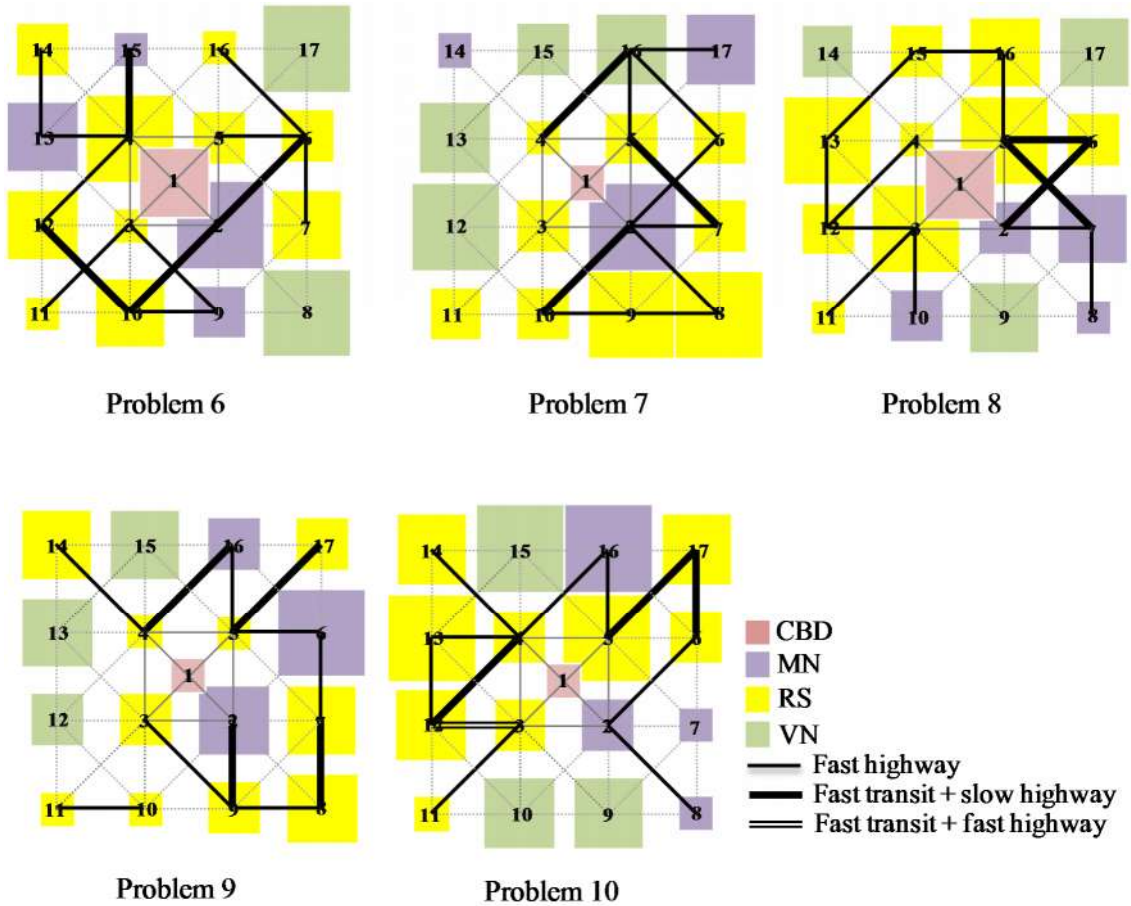 14 15 16 17
13 4 5 6
1
12 3 2 7
11 10 9 8
Problem 6
14 15 16 17
13 4 5 6
1
12 3 2 7
11 10 9 8
Problem 7
14 15 16 17
13 4 5 6
1
12 3 2 7
11 10 9 8
Problem 8
14 15 16 17
13 4 5 6
1
12 3 2 7
11 10 9 8
Problem 9
14 15 16 17
13 4 5 6
1
12 3 2 7
11 10 9 8
Problem 10
CBD
MN
RS
VN
Fast highway
Fast transit + slow highway
Fast transit + fast highway